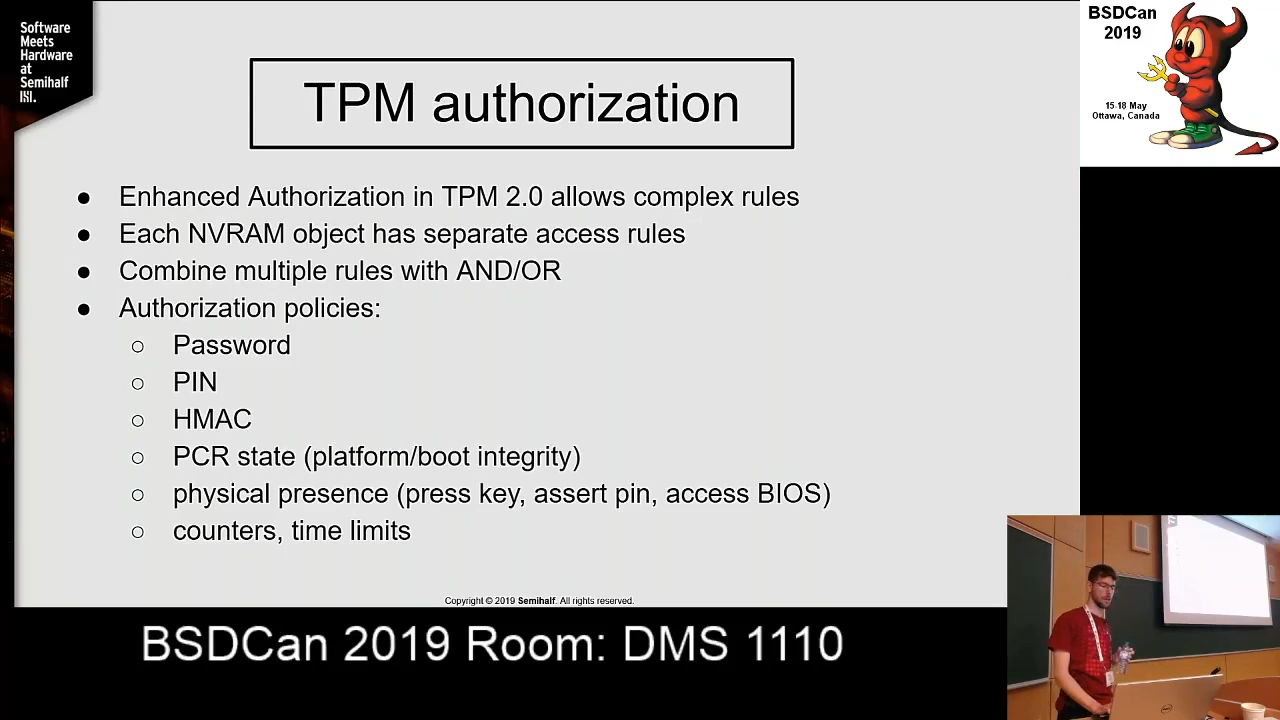 Software
Meets
Hardware
at
Semihalf
TPM authorization
● Enhanced Authorization in TPM 2.0 allows complex rules
● Each NVRAM object has separate access rules
● Combine multiple rules with AND/OR
● Authorization policies:
○ Password
○ PIN
○ HMAC
○ PCR state (platform/boot integrity)
○ physical presence (press key, assert pin, access BIOS)
○ counters, time limits
Copyright © 2019 Semihalf. All rights reserved.
BSDCan
2019
15-18 May
Ottawa, Canada
BSDCan 2019 Room: DMS 1110